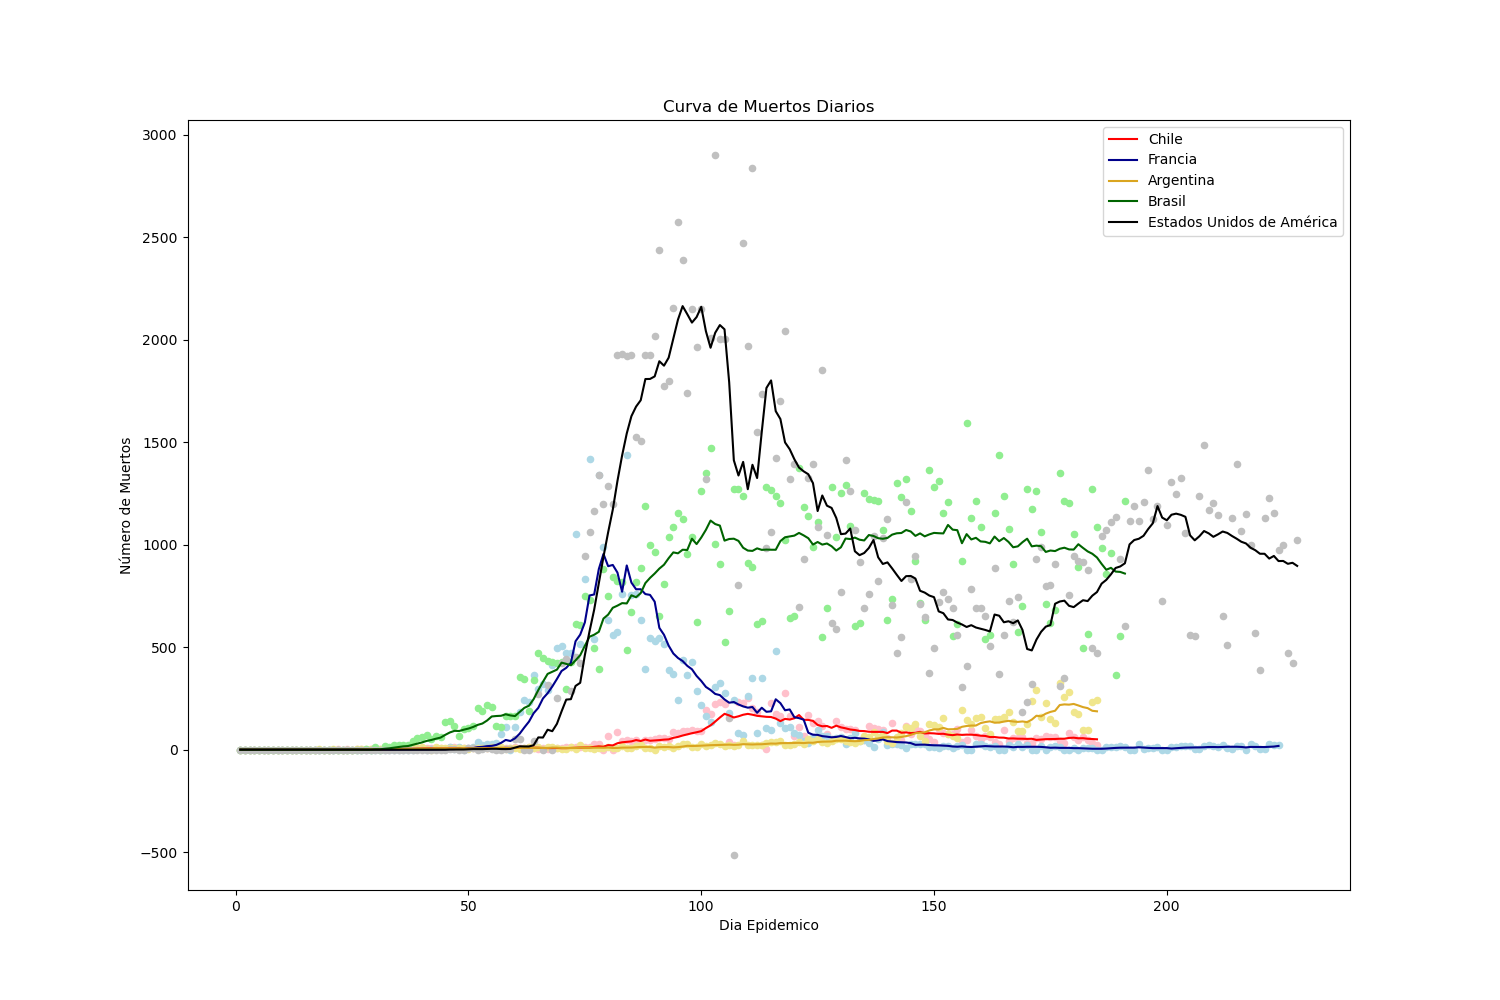 Curva de Muertos Diarios
Chile
Francia
Argentina
Brasil
Estados Unidos de América
3000
2500
2000
1500
1000
500
0
−500
Número de Muertos
0 50 100 150 200
Dia Epidemico